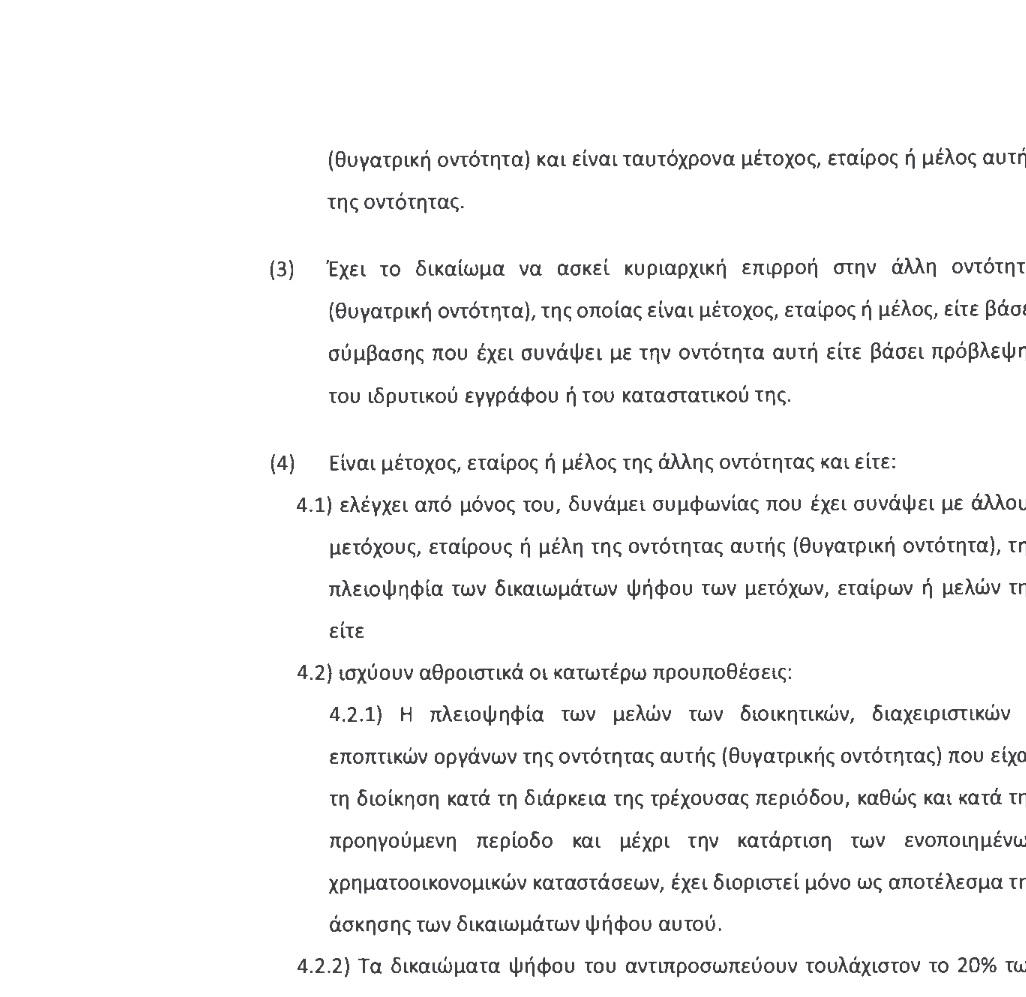 (θυγατρική οντότητα) και είναι ταυτόχρονα μέτοχος, εταίρος ή μέλος αυτή
της οντότητας.
(3) Έχει το δικαίωμα να ασκεί κυριαρχική επιρροή στην άλλη οντότητ
(θυγατρική οντότητα), της οποίας είναι μέτοχος, εταίρος ή μέλος, είτε βάσε
σύμβασης που έχει συνάψει με την οντότητα αυτή είτε βάσει πρόβλεψη
του ιδρυτικού εγγράφου ή του καταστατικού της.
(4) Είναι μέτοχος, εταίρος ή μέλος της άλλης οντότητας και είτε:
4.1) ελέγχει από μόνος του, δυνάμει συμφωνίας που έχει συνάψει με άλλου
μετόχους, εταίρους ή μέλη της οντότητας αυτής (θυγατρική οντότητα), τη
πλειοψηφία των δικαιωμάτων ψήφου των μετόχων, εταίρων ή μελών τη
είτε
4.2) ισχύουν αθροιστικά οι κατωτέρω προυποθέσεις:
4.2.1) Η πλειοψηφία των μελών των διοικητικών, διαχειριστικών
εποπτικών οργάνων της οντότητας αυτής (θυγατρικής οντότητας) που είχα
τη διοίκηση κατά τη διάρκεια της τρέχουσας περιόδου, καθώς και κατά τη
προηγούμενη περίοδο και μέχρι την κατάρτιση των ενοποιημένω
χρηματοοικονομικών καταστάσεων, έχει διοριστεί μόνο ως αποτέλεσμα τη
άσκησης των δικαιωμάτων ψήφου αυτού.
4.2.2) Τα δικαιώματα ψήφου του αντιπροσωπεύουν τουλάχιστον το 20% τω